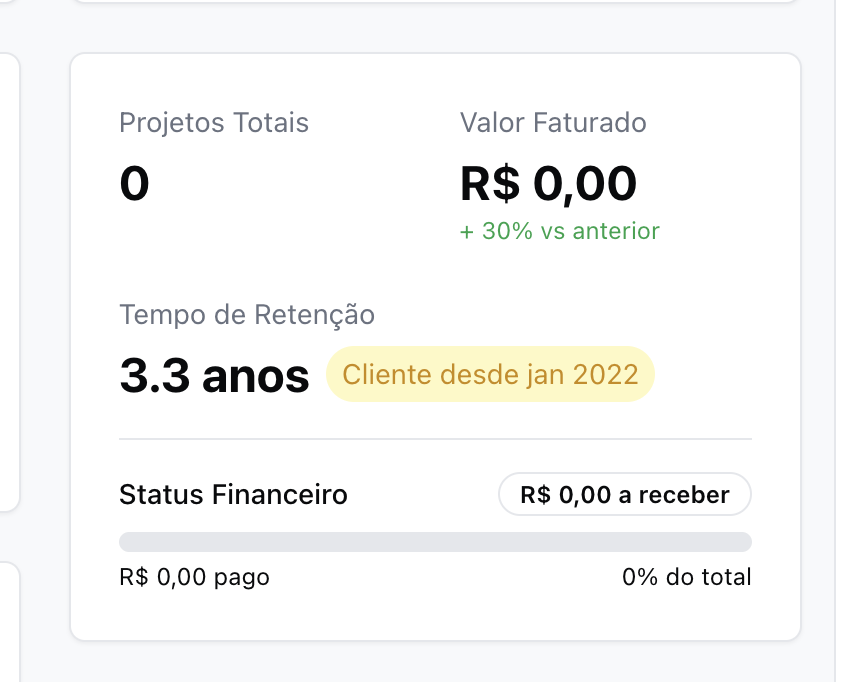 Projetos Totais
0
Valor Faturado
R$ 0,00
+ 30% vs anterior
Tempo de Retenção
3.3 anos
Cliente desde jan 2022
Status Financeiro
R$ 0,00 a receber
R$ 0,00 pago
0% do total